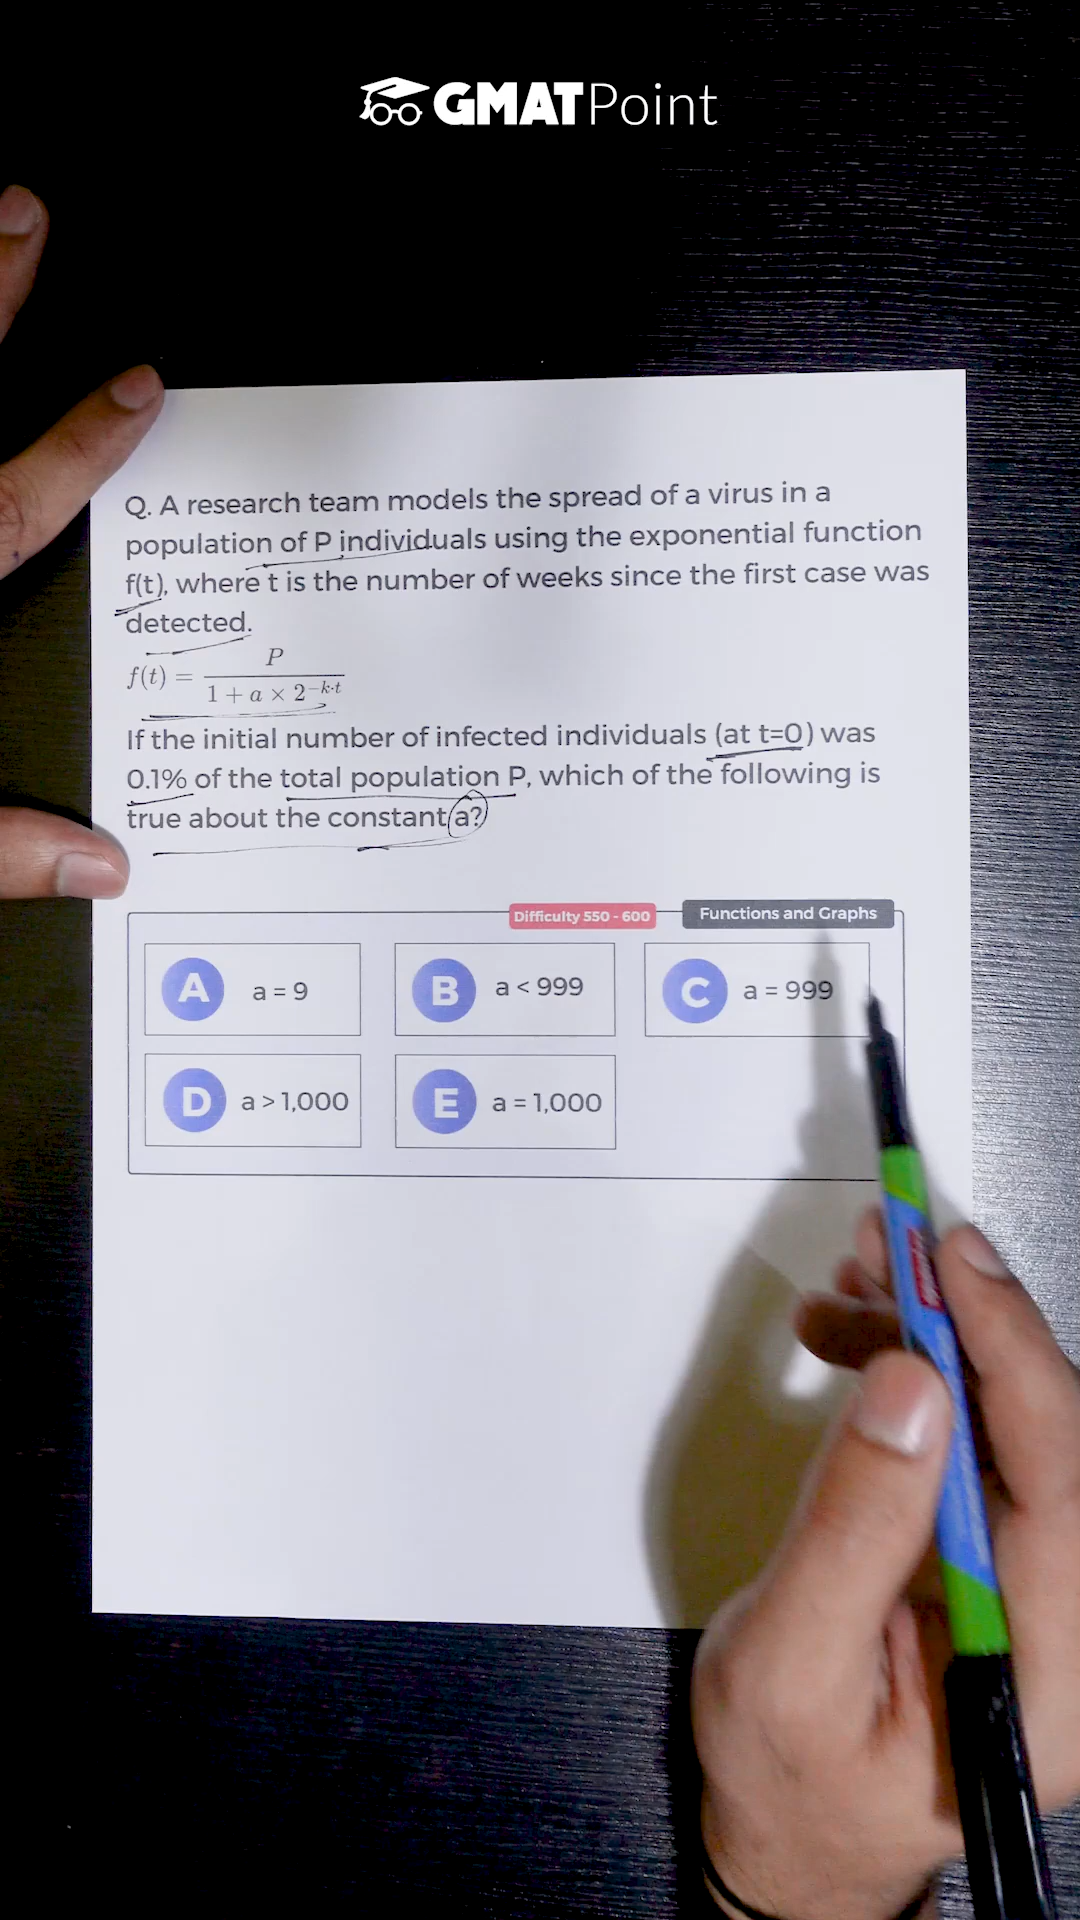 GMATPoint
Q. A research team models the spread of a virus in a
population of P individuals using the exponential function
f(t), where t is the number of weeks since the first case was
detected.
f(t) = P / (1 + a × 2^(-k·t))
If the initial number of infected individuals (at t=0) was
0.1% of the total population P, which of the following is
true about the constant a?
Difficulty 550 - 600 Functions and Graphs
A a = 9 B a < 999 C a = 999
D a > 1,000 E a = 1,000